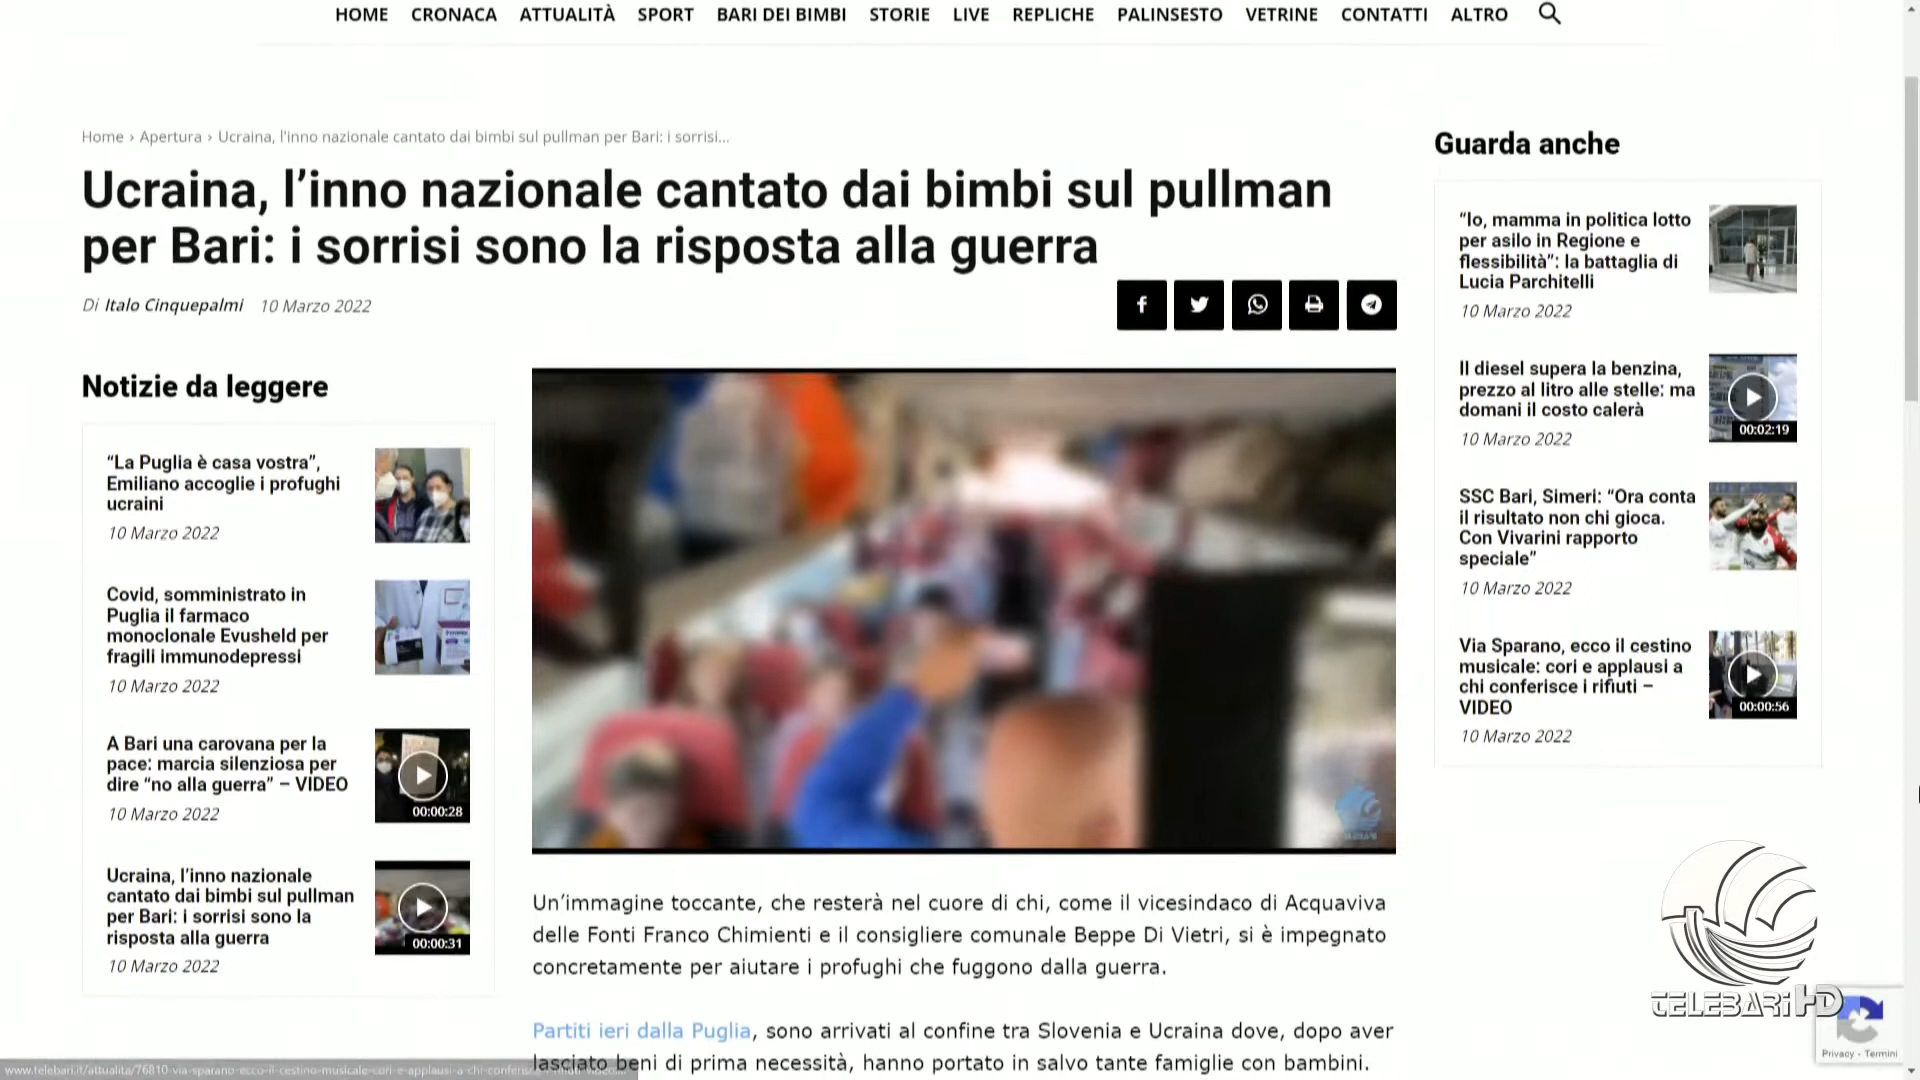 HOME CRONACA ATTUALITÀ SPORT BARI DEI BIMBI STORIE LIVE REPLICHE PALINSESTO VETRINE CONTATTI ALTRO
Home › Apertura › Ucraina, l'inno nazionale cantato dai bimbi sul pullman per Bari: i sorrisi...
Ucraina, l’inno nazionale cantato dai bimbi sul pullman
per Bari: i sorrisi sono la risposta alla guerra
Di Italo Cinquepalmi 10 Marzo 2022
Notizie da leggere
“La Puglia è casa vostra”,
Emiliano accoglie i profughi
ucraini
10 Marzo 2022
Covid, somministrato in
Puglia il farmaco
monoclonale Evusheld per
fragili immunodepressi
10 Marzo 2022
A Bari una carovana per la
pace: marcia silenziosa per
dire “no alla guerra” – VIDEO
00:00:28
10 Marzo 2022
Ucraina, l’inno nazionale
cantato dai bimbi sul pullman
per Bari: i sorrisi sono la
risposta alla guerra
00:00:31
10 Marzo 2022
Un’immagine toccante, che resterà nel cuore di chi, come il vicesindaco di Acquaviva
delle Fonti Franco Chimienti e il consigliere comunale Beppe Di Vietri, si è impegnato
concretamente per aiutare i profughi che fuggono dalla guerra.
Partiti ieri dalla Puglia, sono arrivati al confine tra Slovenia e Ucraina dove, dopo aver
lasciato beni di prima necessità, hanno portato in salvo tante famiglie con bambini.
Guarda anche
“Io, mamma in politica lotto
per asilo in Regione e
flessibilità”: la battaglia di
Lucia Parchitelli
10 Marzo 2022
Il diesel supera la benzina,
prezzo al litro alle stelle: ma
domani il costo calerà
00:02:19
10 Marzo 2022
SSC Bari, Simeri: “Ora conta
il risultato non chi gioca.
Con Vivarini rapporto
speciale”
10 Marzo 2022
Via Sparano, ecco il cestino
musicale: cori e applausi a
chi conferisce i rifiuti –
VIDEO
00:00:56
10 Marzo 2022
TELEBARI HD
Privacy - Termini